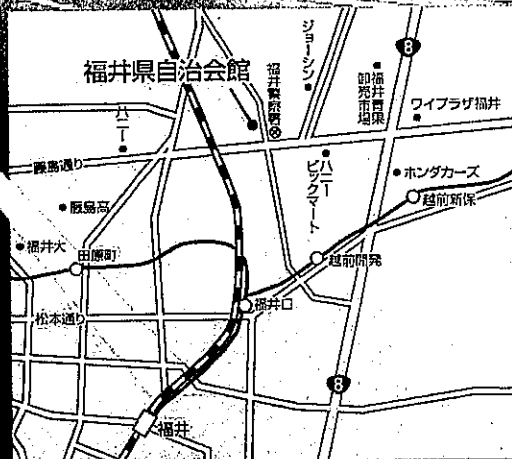 8
ジョーシン
福井県自治会館
福井警察署
福井青果
卸売市場
ワイプラザ福井
ハニー
藤島通り
ハニー
ビックマート
ホンダカーズ
越前新保
藤島高
福井大
田原町
越前開発
福井口
松本通り
8
福井